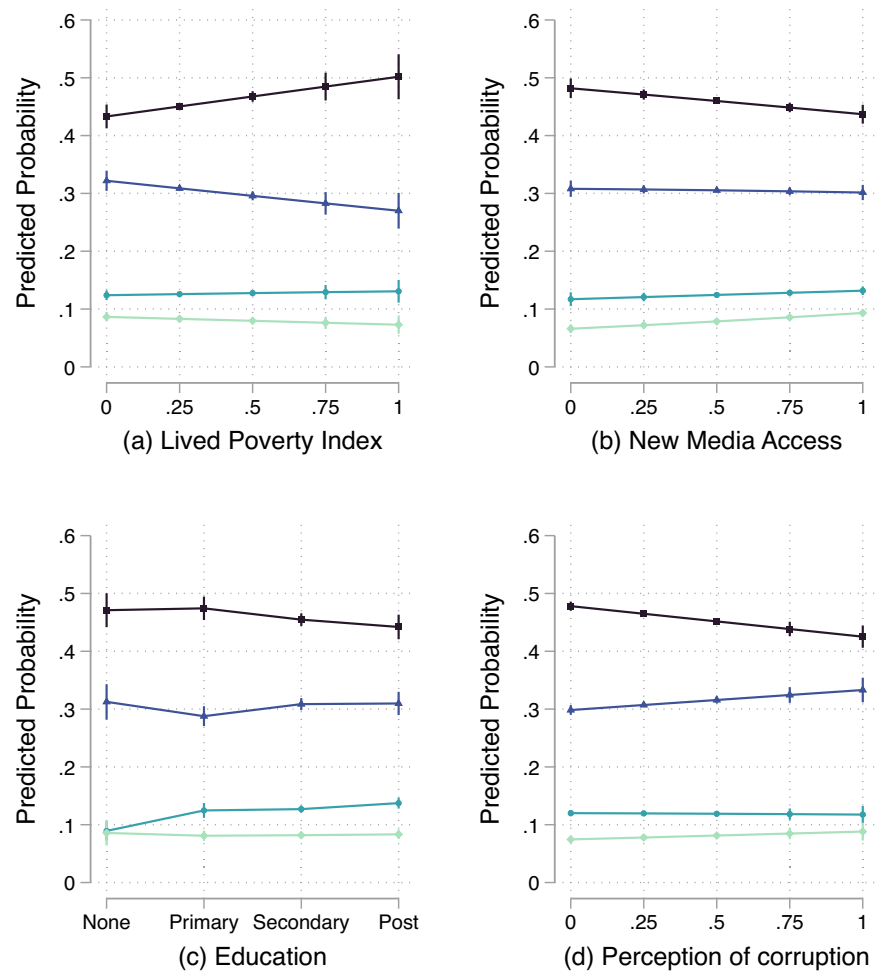 .6
.5
.4
.3
.2
.1
0
Predicted Probability
0 .25 .5 .75 1
(a) Lived Poverty Index
.6
.5
.4
.3
.2
.1
0
Predicted Probability
0 .25 .5 .75 1
(b) New Media Access
.6
.5
.4
.3
.2
.1
0
Predicted Probability
None Primary Secondary Post
(c) Education
.6
.5
.4
.3
.2
.1
0
Predicted Probability
0 .25 .5 .75 1
(d) Perception of corruption